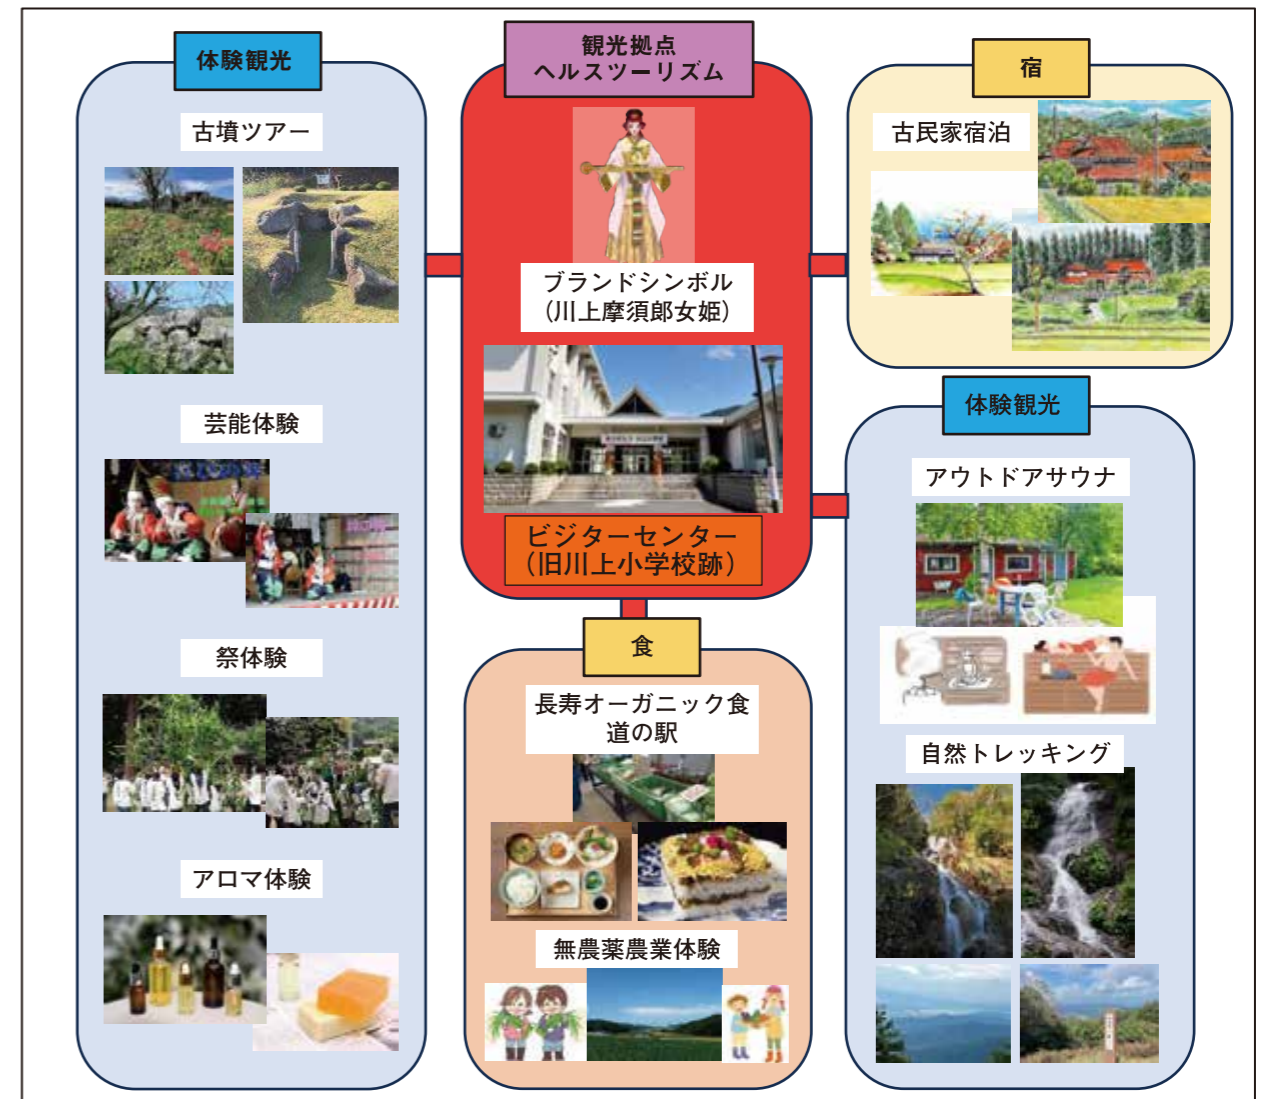 体験観光
古墳ツアー
芸能体験
祭体験
アロマ体験
観光拠点
ヘルスツーリズム
ブランドシンボル
（川上摩須郎女姫）
ビジターセンター
（旧川上小学校跡）
食
長寿オーガニック食
道の駅
無農薬農業体験
宿
古民家宿泊
体験観光
アウトドアサウナ
自然トレッキング